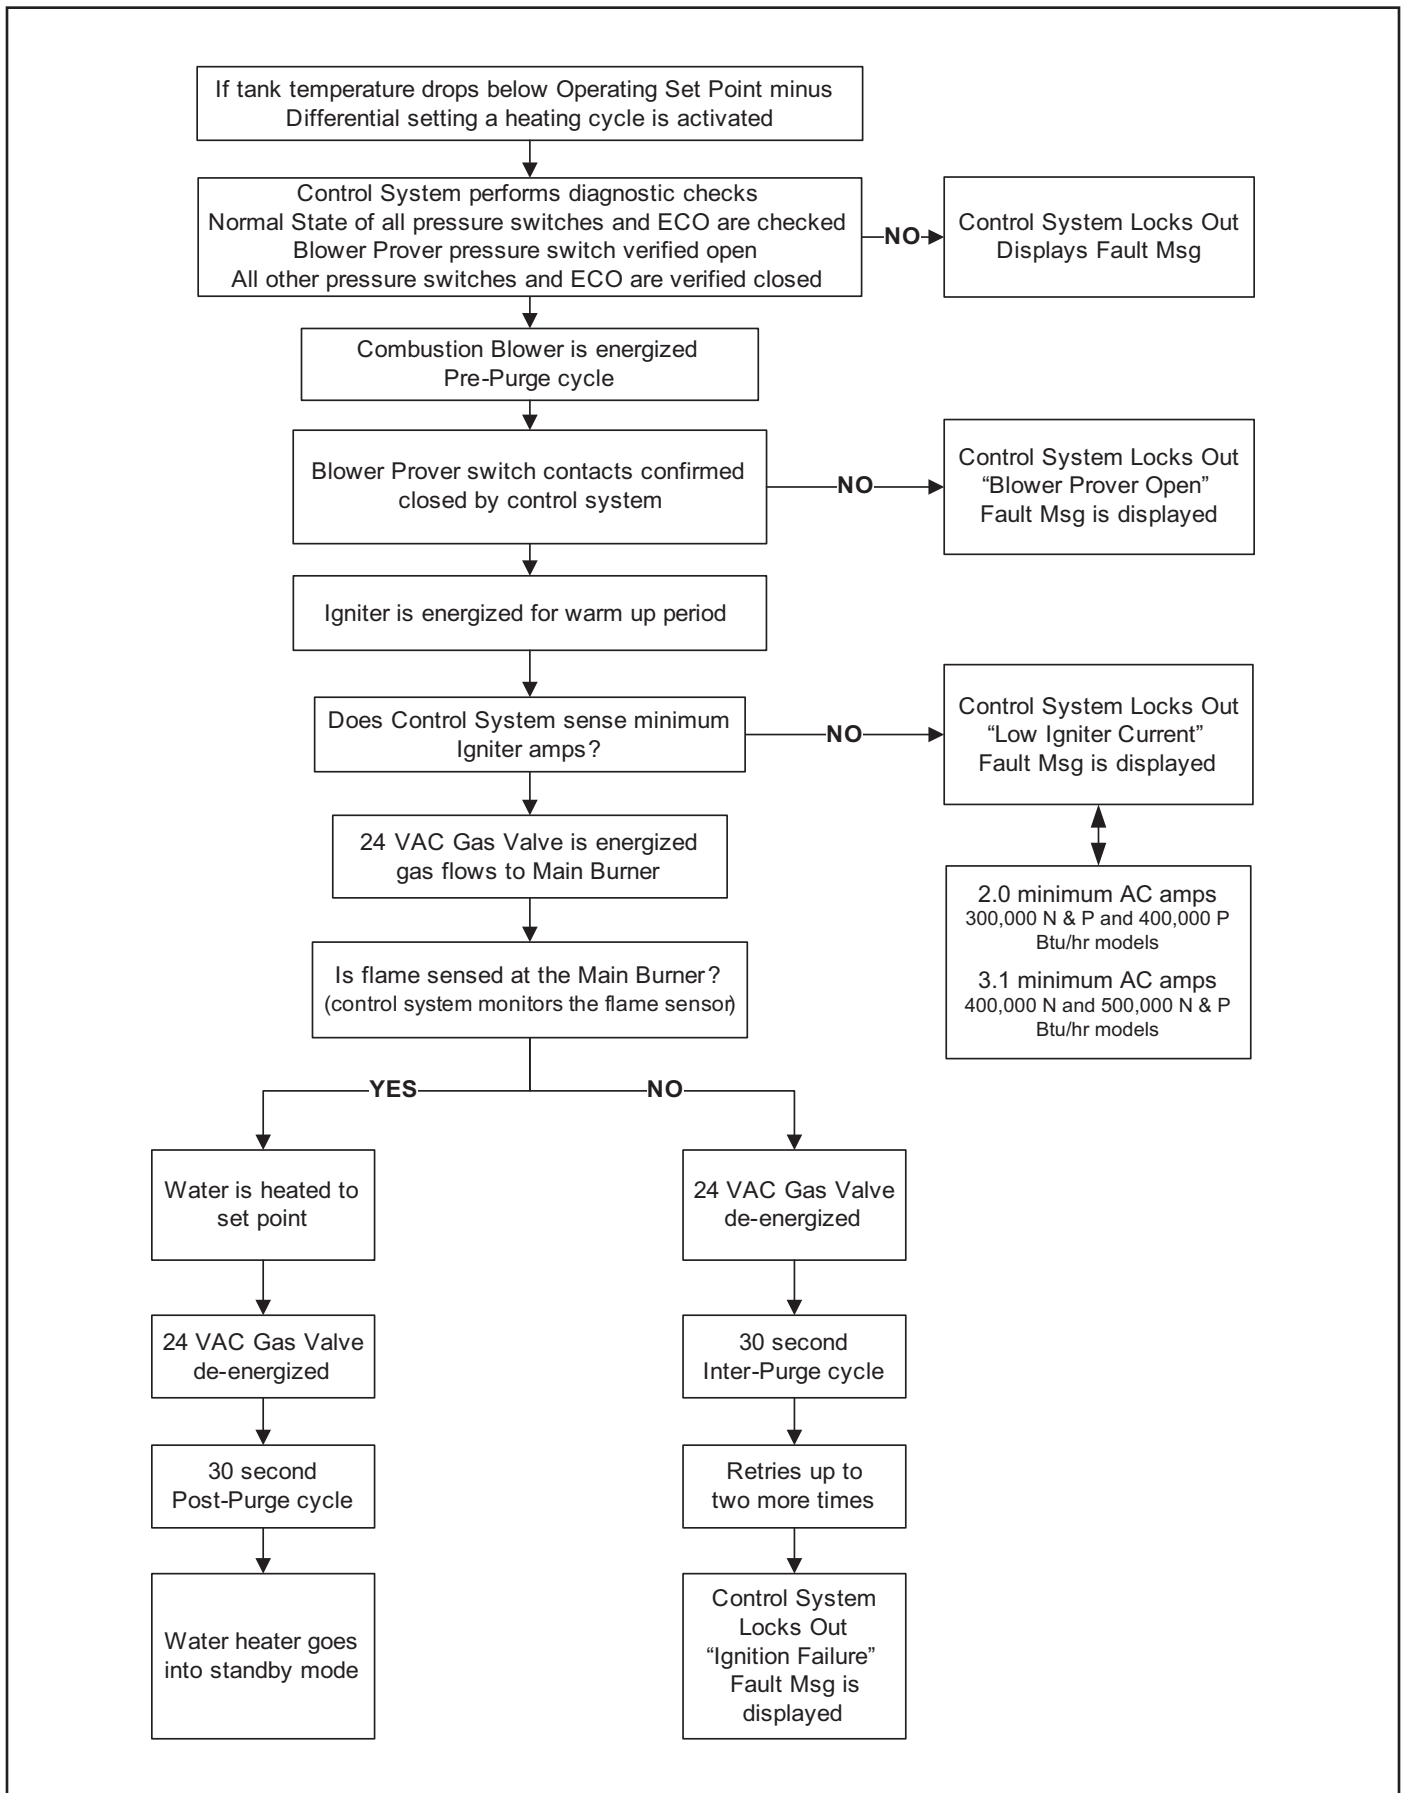 If tank temperature drops below Operating Set Point minus
Differential setting a heating cycle is activated
Control System performs diagnostic checks
Normal State of all pressure switches and ECO are checked
Blower Prover pressure switch verified open
All other pressure switches and ECO are verified closed
NO
Control System Locks Out
Displays Fault Msg
Combustion Blower is energized
Pre-Purge cycle
Blower Prover switch contacts confirmed
closed by control system
NO
Control System Locks Out
“Blower Prover Open”
Fault Msg is displayed
Igniter is energized for warm up period
Does Control System sense minimum
Igniter amps?
NO
Control System Locks Out
“Low Igniter Current”
Fault Msg is displayed
2.0 minimum AC amps
300,000 N & P and 400,000 P
Btu/hr models
3.1 minimum AC amps
400,000 N and 500,000 N & P
Btu/hr models
24 VAC Gas Valve is energized
gas flows to Main Burner
Is flame sensed at the Main Burner?
(control system monitors the flame sensor)
YES
NO
Water is heated to
set point
24 VAC Gas Valve
de-energized
30 second
Post-Purge cycle
Water heater goes
into standby mode
24 VAC Gas Valve
de-energized
30 second
Inter-Purge cycle
Retries up to
two more times
Control System
Locks Out
“Ignition Failure”
Fault Msg is
displayed